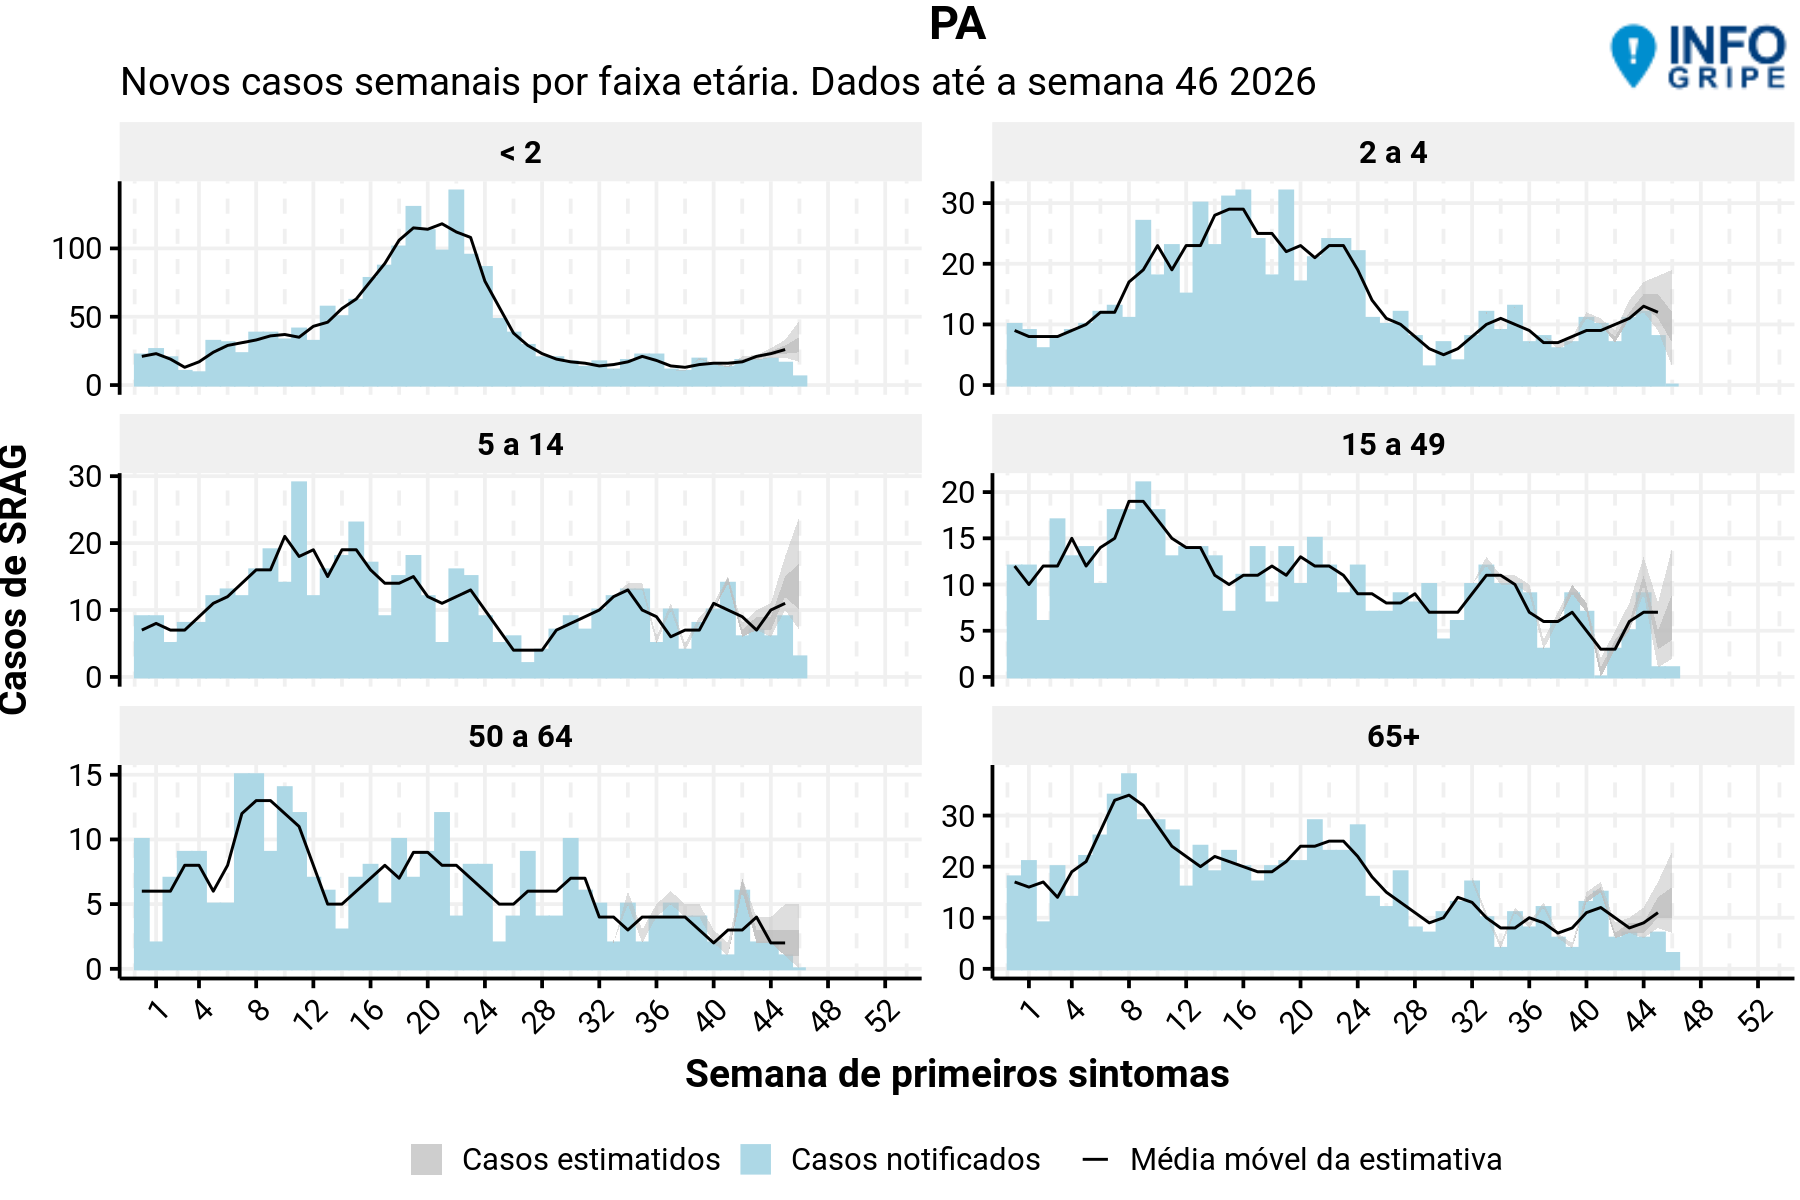 PA
INFO
GRIPE
Novos casos semanais por faixa etária. Dados até a semana 46 2026
< 2
2 a 4
100
50
0
30
20
10
0
5 a 14
15 a 49
30
20
10
0
20
15
10
5
0
50 a 64
65+
15
10
5
0
30
20
10
0
Casos de SRAG
1 4 8 12 16 20 24 28 32 36 40 44 48 52
1 4 8 12 16 20 24 28 32 36 40 44 48 52
Semana de primeiros sintomas
Casos estimatidos Casos notificados Média móvel da estimativa